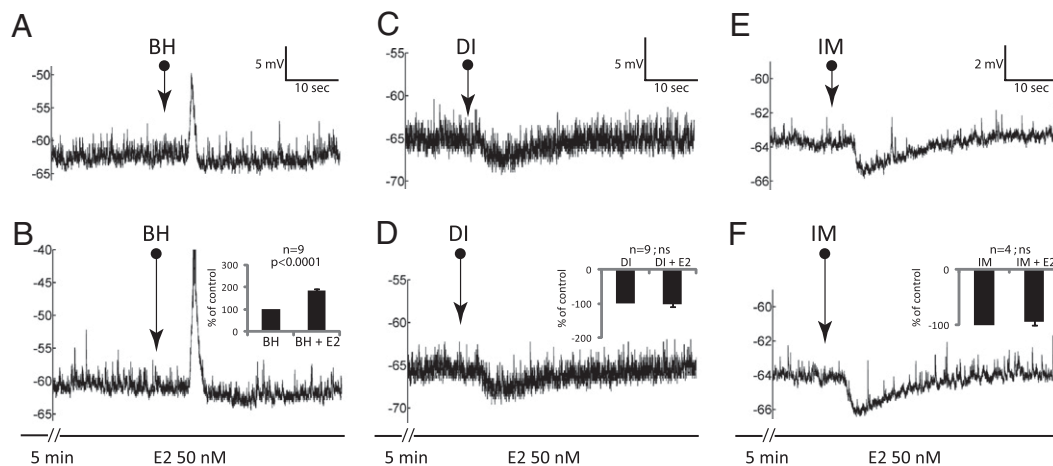 A
BH
5 mV
10 sec
-50
-55
-60
-65
C
DI
5 mV
10 sec
-55
-60
-65
-70
E
IM
2 mV
10 sec
-60
-62
-64
-66
B
BH
-40
-45
-50
-55
-60
-65
n=9
p<0.0001
% of control
300
200
100
0
BH
BH + E2
D
DI
-55
-60
-65
-70
n=9 ; ns
DI
DI + E2
% of control
0
-100
-200
F
IM
-60
-62
-64
-66
n=4 ; ns
IM
IM + E2
% of control
0
-100
5 min
E2 50 nM
5 min
E2 50 nM
5 min
E2 50 nM